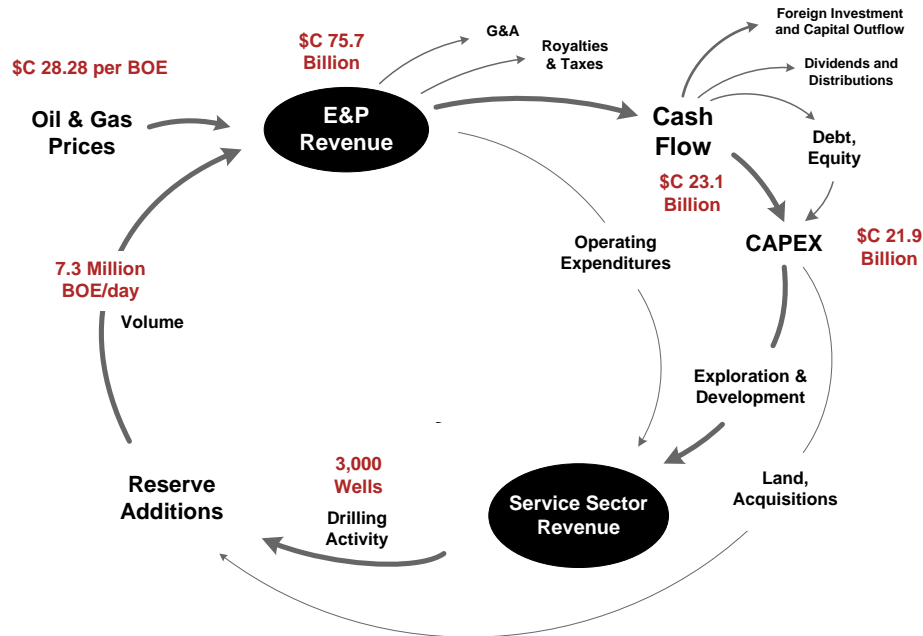 Foreign Investment
and Capital Outflow
G&A
$C 75.7
Billion
Royalties
& Taxes
$C 28.28 per BOE
Dividends and
Distributions
Oil & Gas
Prices
E&P
Revenue
Cash
Flow
Debt,
Equity
$C 23.1
Billion
CAPEX
$C 21.9
Billion
Operating
Expenditures
7.3 Million
BOE/day
Volume
Exploration &
Development
3,000
Wells
Drilling
Activity
Reserve
Additions
Service Sector
Revenue
Land,
Acquisitions